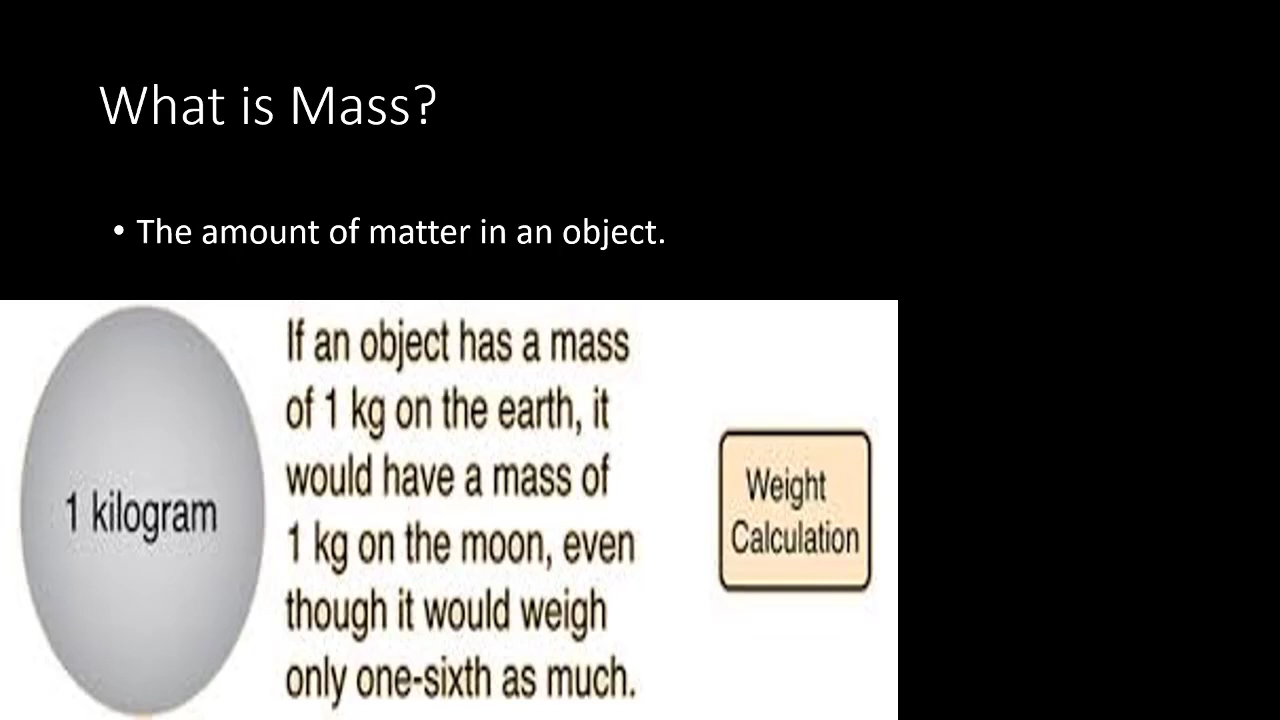 What is Mass?
• The amount of matter in an object.
1 kilogram
If an object has a mass
of 1 kg on the earth, it
would have a mass of
1 kg on the moon, even
though it would weigh
only one-sixth as much.
Weight
Calculation